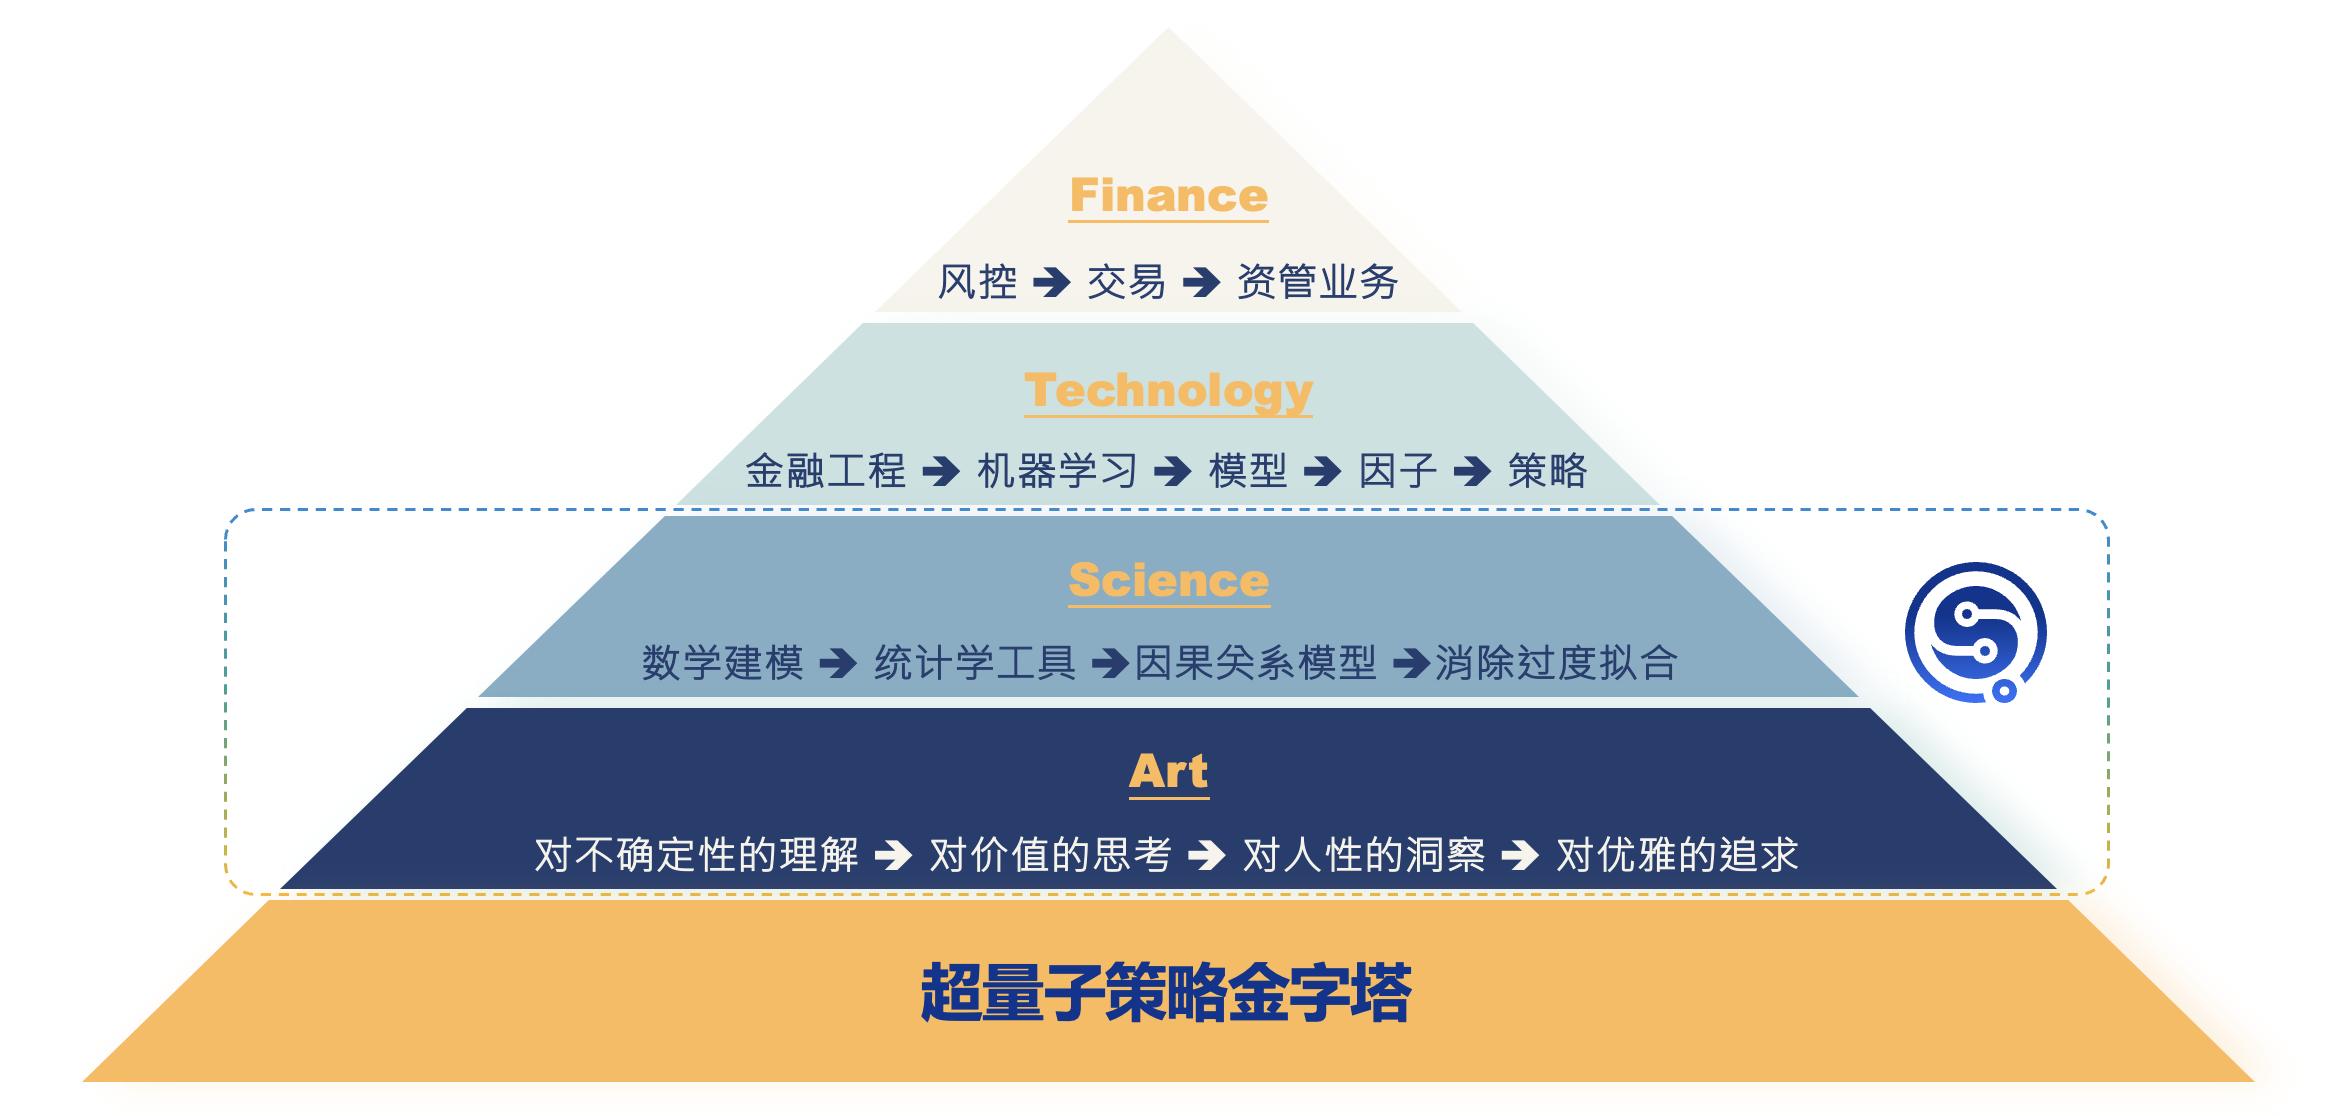 Finance
风控 ➔ 交易 ➔ 资管业务
Technology
金融工程 ➔ 机器学习 ➔ 模型 ➔ 因子 ➔ 策略
Science
数学建模 ➔ 统计学工具 ➔因果关系模型 ➔消除过度拟合
Art
对不确定性的理解 ➔ 对价值的思考 ➔ 对人性的洞察 ➔ 对优雅的追求
超量子策略金字塔